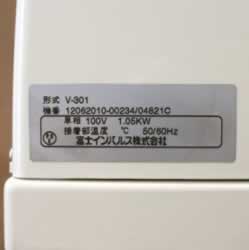 形式 V-301
機番 12062010-00234/04821C
単相 100V 1.05KW
接着部温度 ℃ 50/60Hz
富士インパルス株式会社